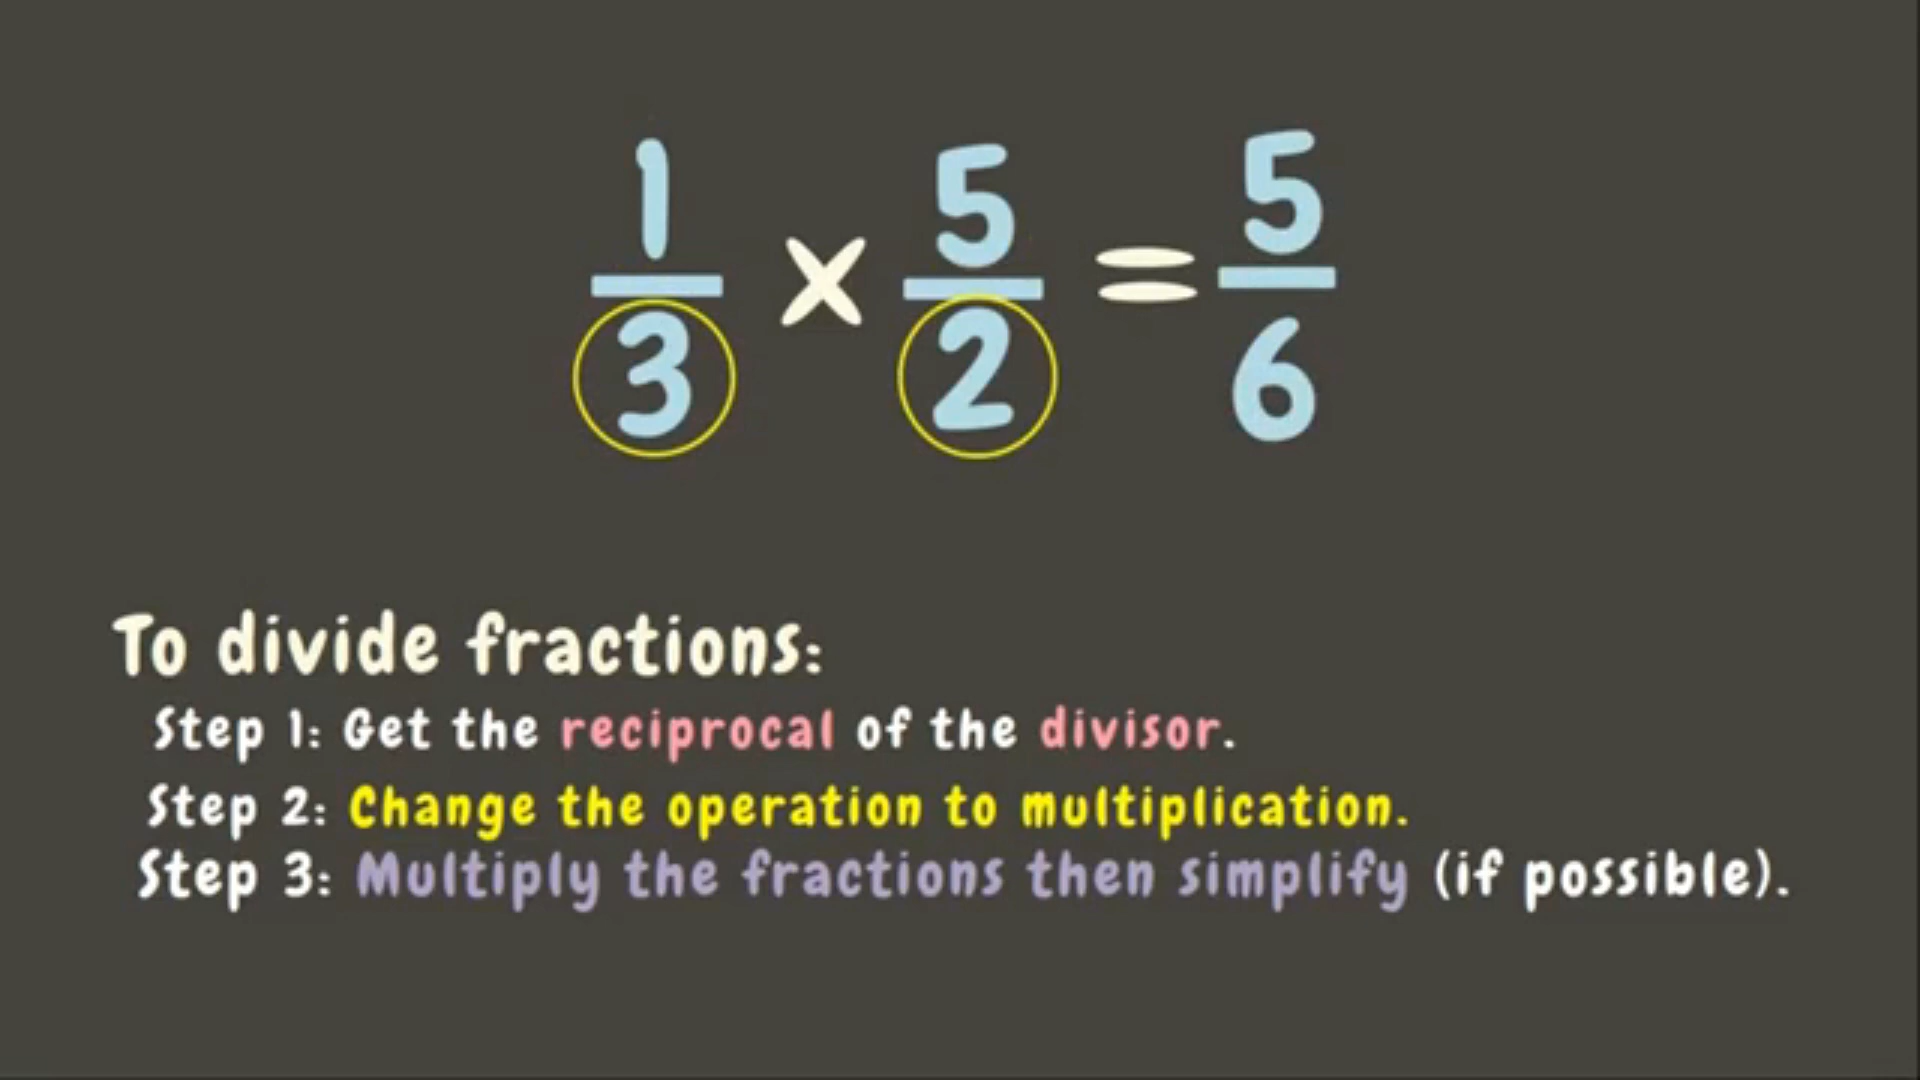 1/3 × 5/2 = 5/6
To divide fractions:
Step 1: Get the reciprocal of the divisor.
Step 2: Change the operation to multiplication.
Step 3: Multiply the fractions then simplify (if possible).